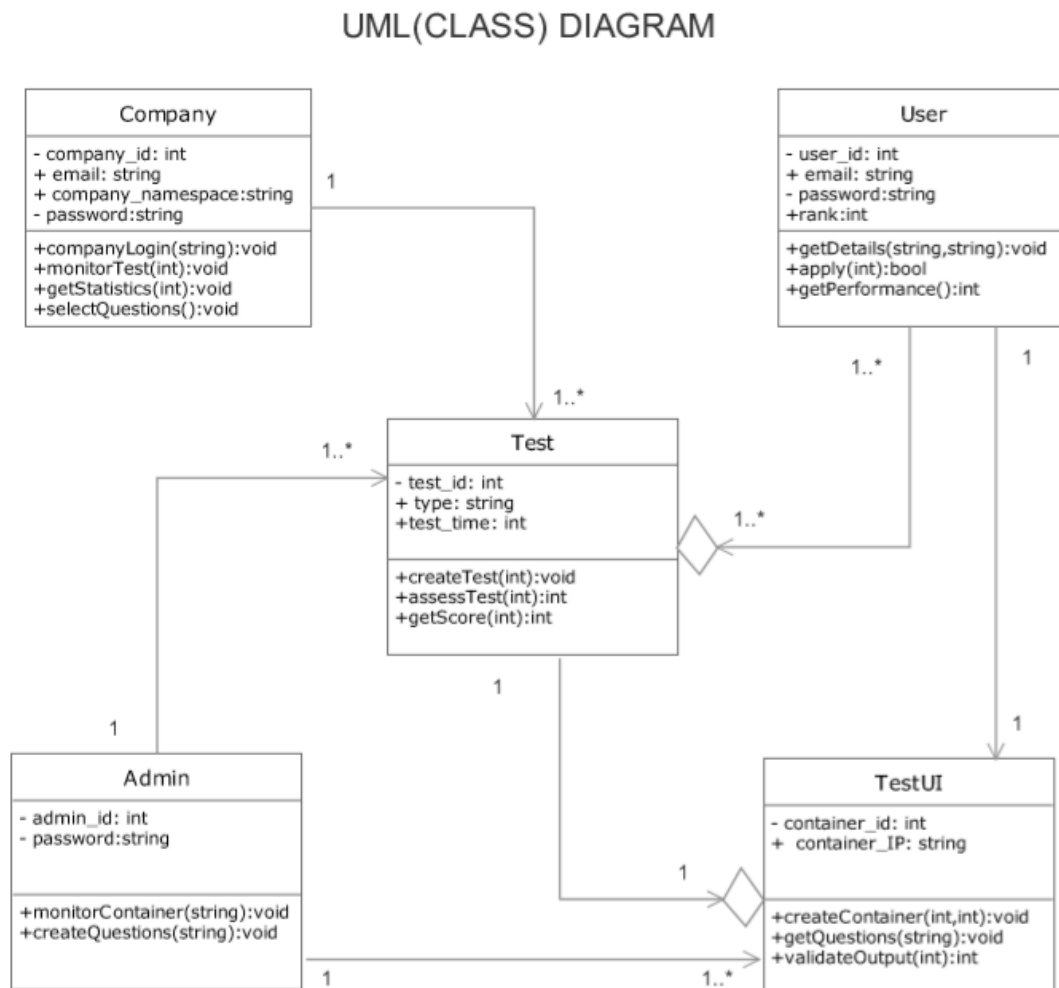 UML(CLASS) DIAGRAM
Company
- company_id: int
+ email: string
+ company_namespace:string
- password:string
+companyLogin(string):void
+monitorTest(int):void
+getStatistics(int):void
+selectQuestions():void
1
1..*
User
- user_id: int
+ email: string
- password:string
+rank:int
+getDetails(string,string):void
+apply(int):bool
+getPerformance():int
1..*
1
Test
- test_id: int
+ type: string
+test_time: int
+createTest(int):void
+assessTest(int):int
+getScore(int):int
1..*
1..*
1
1
1
Admin
- admin_id: int
- password:string
+monitorContainer(string):void
+createQuestions(string):void
TestUI
- container_id: int
+ container_IP: string
+createContainer(int,int):void
+getQuestions(string):void
+validateOutput(int):int
1
1
1..*